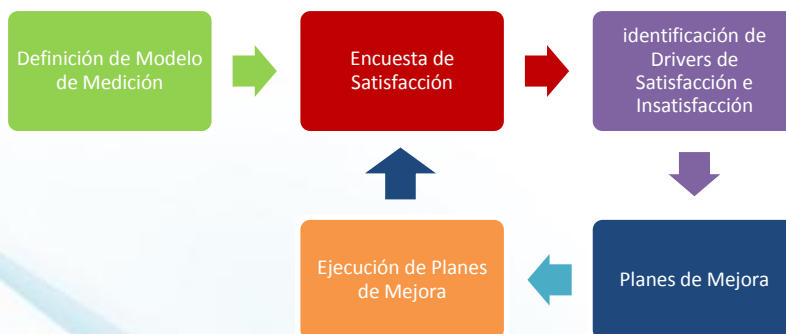 Definición de Modelo
de Medición
Encuesta de
Satisfacción
identificación de
Drivers de
Satisfacción e
Insatisfacción
Ejecución de Planes
de Mejora
Planes de Mejora